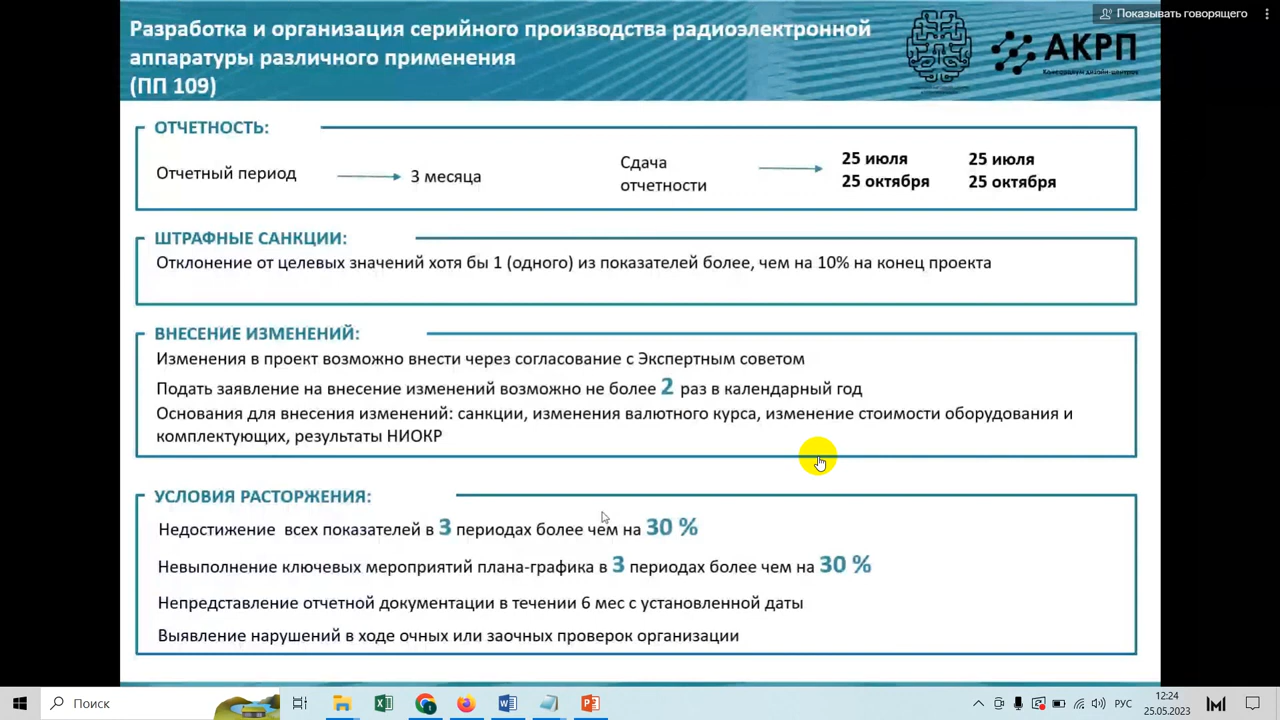 Показывать говорящего
Разработка и организация серийного производства радиоэлектронной
аппаратуры различного применения
(ПП 109)
АКРП
Консорциум дизайн-центров
ОТЧЕТНОСТЬ:
Отчетный период
3 месяца
Сдача
отчетности
25 июля
25 октября
25 июля
25 октября
ШТРАФНЫЕ САНКЦИИ:
Отклонение от целевых значений хотя бы 1 (одного) из показателей более, чем на 10% на конец проекта
ВНЕСЕНИЕ ИЗМЕНЕНИЙ:
Изменения в проект возможно внести через согласование с Экспертным советом
Подать заявление на внесение изменений возможно не более 2 раз в календарный год
Основания для внесения изменений: санкции, изменения валютного курса, изменение стоимости оборудования и
комплектующих, результаты НИОКР
УСЛОВИЯ РАСТОРЖЕНИЯ:
Недостижение всех показателей в 3 периодах более чем на 30 %
Невыполнение ключевых мероприятий плана-графика в 3 периодах более чем на 30 %
Непредставление отчетной документации в течении 6 мес с установленной даты
Выявление нарушений в ходе очных или заочных проверок организации
Поиск
РУС
12:24
25.05.2023